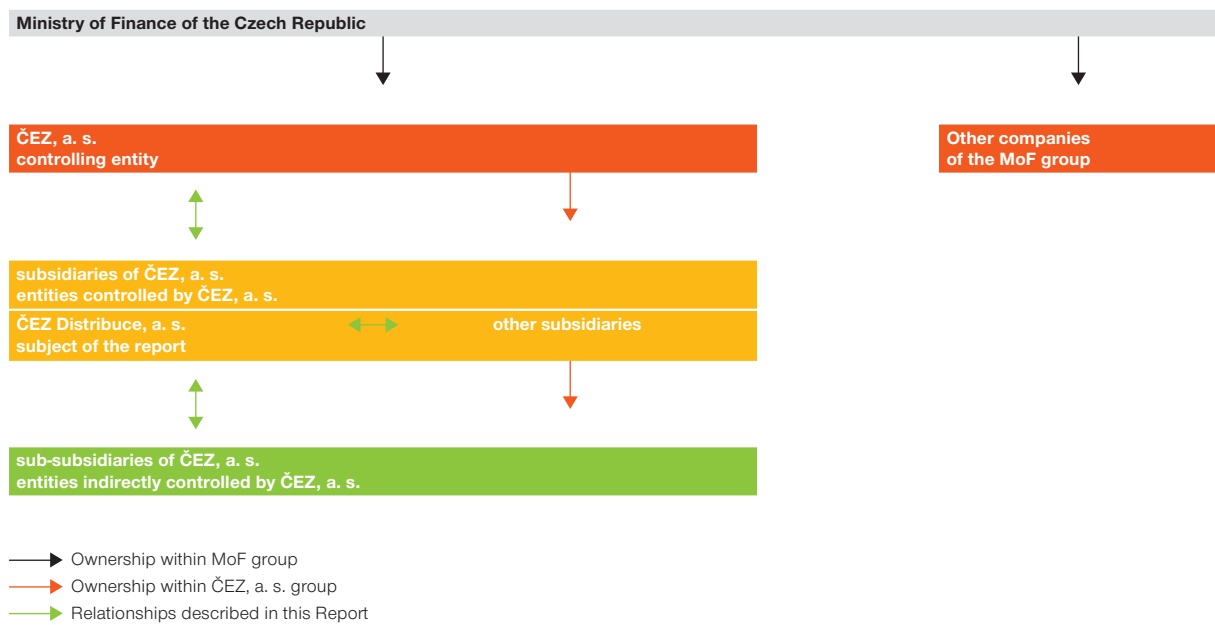 Ministry of Finance of the Czech Republic
ČEZ, a. s.
controlling entity
Other companies
of the MoF group
subsidiaries of ČEZ, a. s.
entities controlled by ČEZ, a. s.
ČEZ Distribuce, a. s.
subject of the report
other subsidiaries
sub-subsidiaries of ČEZ, a. s.
entities indirectly controlled by ČEZ, a. s.
Ownership within MoF group
Ownership within ČEZ, a. s. group
Relationships described in this Report